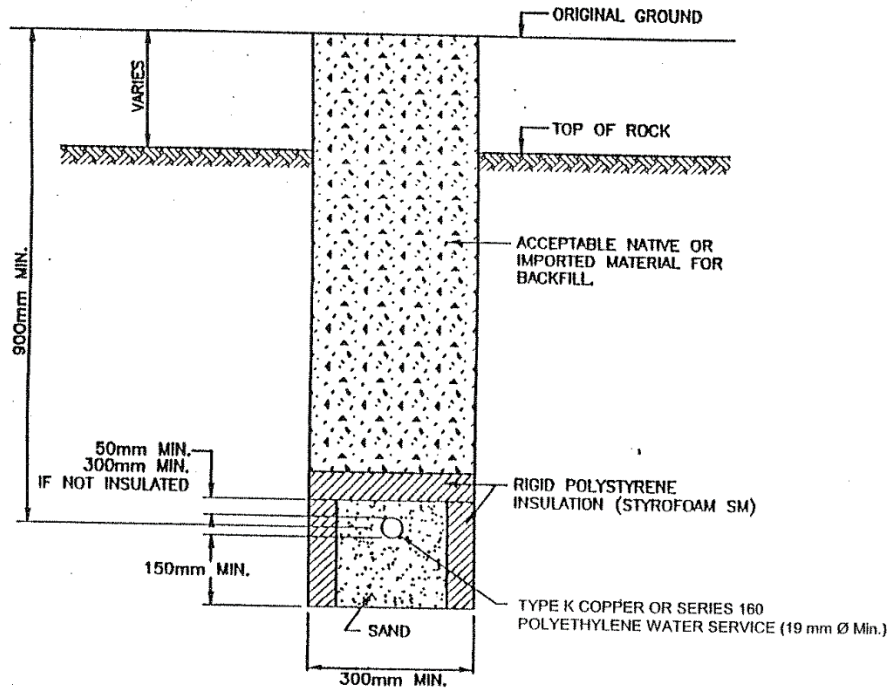 ORIGINAL GROUND
VARIES
TOP OF ROCK
900mm MIN.
ACCEPTABLE NATIVE OR
IMPORTED MATERIAL FOR
BACKFILL.
50mm MIN.
300mm MIN.
IF NOT INSULATED
RIGID POLYSTYRENE
INSULATION (STYROFOAM SM)
150mm MIN.
TYPE K COPPER OR SERIES 160
POLYETHYLENE WATER SERVICE (19 mm Ø Min.)
SAND
300mm MIN.